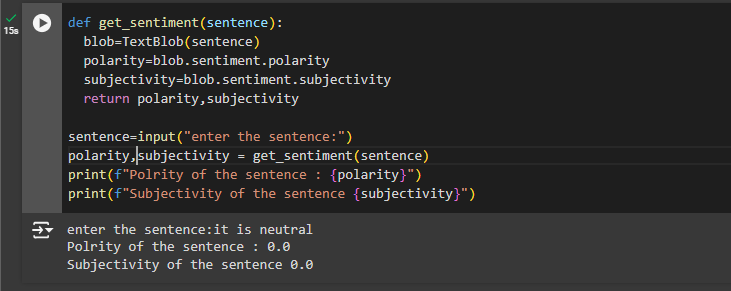 def get_sentiment(sentence):
  blob=TextBlob(sentence)
  polarity=blob.sentiment.polarity
  subjectivity=blob.sentiment.subjectivity
  return polarity,subjectivity

sentence=input("enter the sentence:")
polarity,subjectivity = get_sentiment(sentence)
print(f"Polrity of the sentence : {polarity}")
print(f"Subjectivity of the sentence {subjectivity}")
15s
enter the sentence:it is neutral
Polrity of the sentence : 0.0
Subjectivity of the sentence 0.0